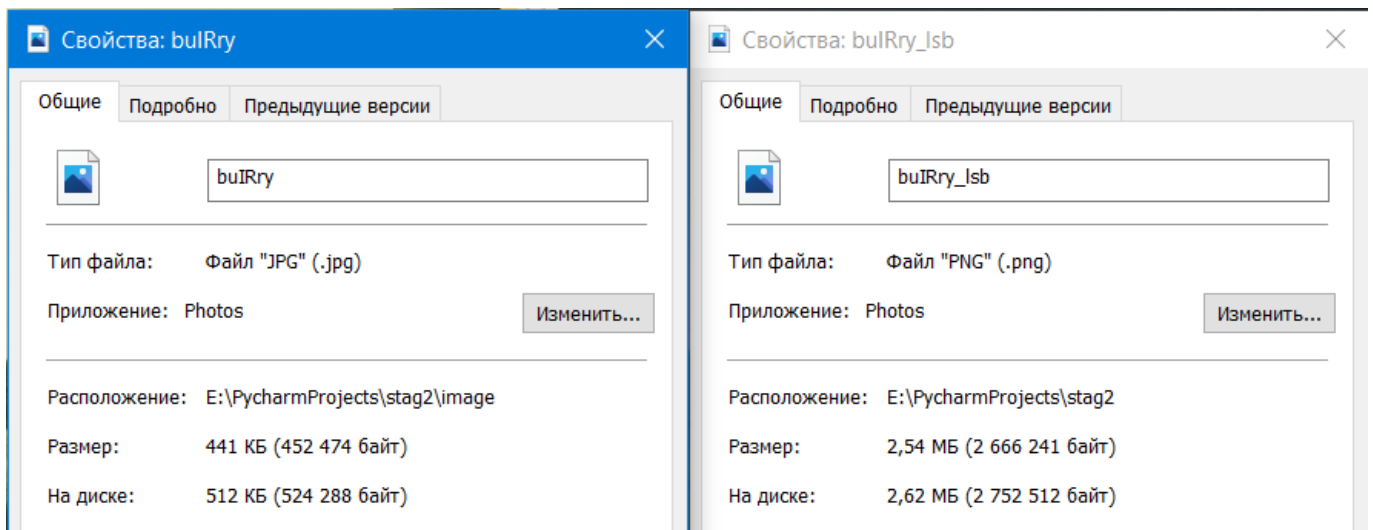 Свойства: buIRry
Общие Подробно Предыдущие версии
buIRry
Тип файла: Файл "JPG" (.jpg)
Приложение: Photos Изменить...
Расположение: E:\PycharmProjects\stag2\image
Размер: 441 КБ (452 474 байт)
На диске: 512 КБ (524 288 байт)
Свойства: buIRry_lsb
Общие Подробно Предыдущие версии
buIRry_lsb
Тип файла: Файл "PNG" (.png)
Приложение: Photos Изменить...
Расположение: E:\PycharmProjects\stag2
Размер: 2,54 МБ (2 666 241 байт)
На диске: 2,62 МБ (2 752 512 байт)